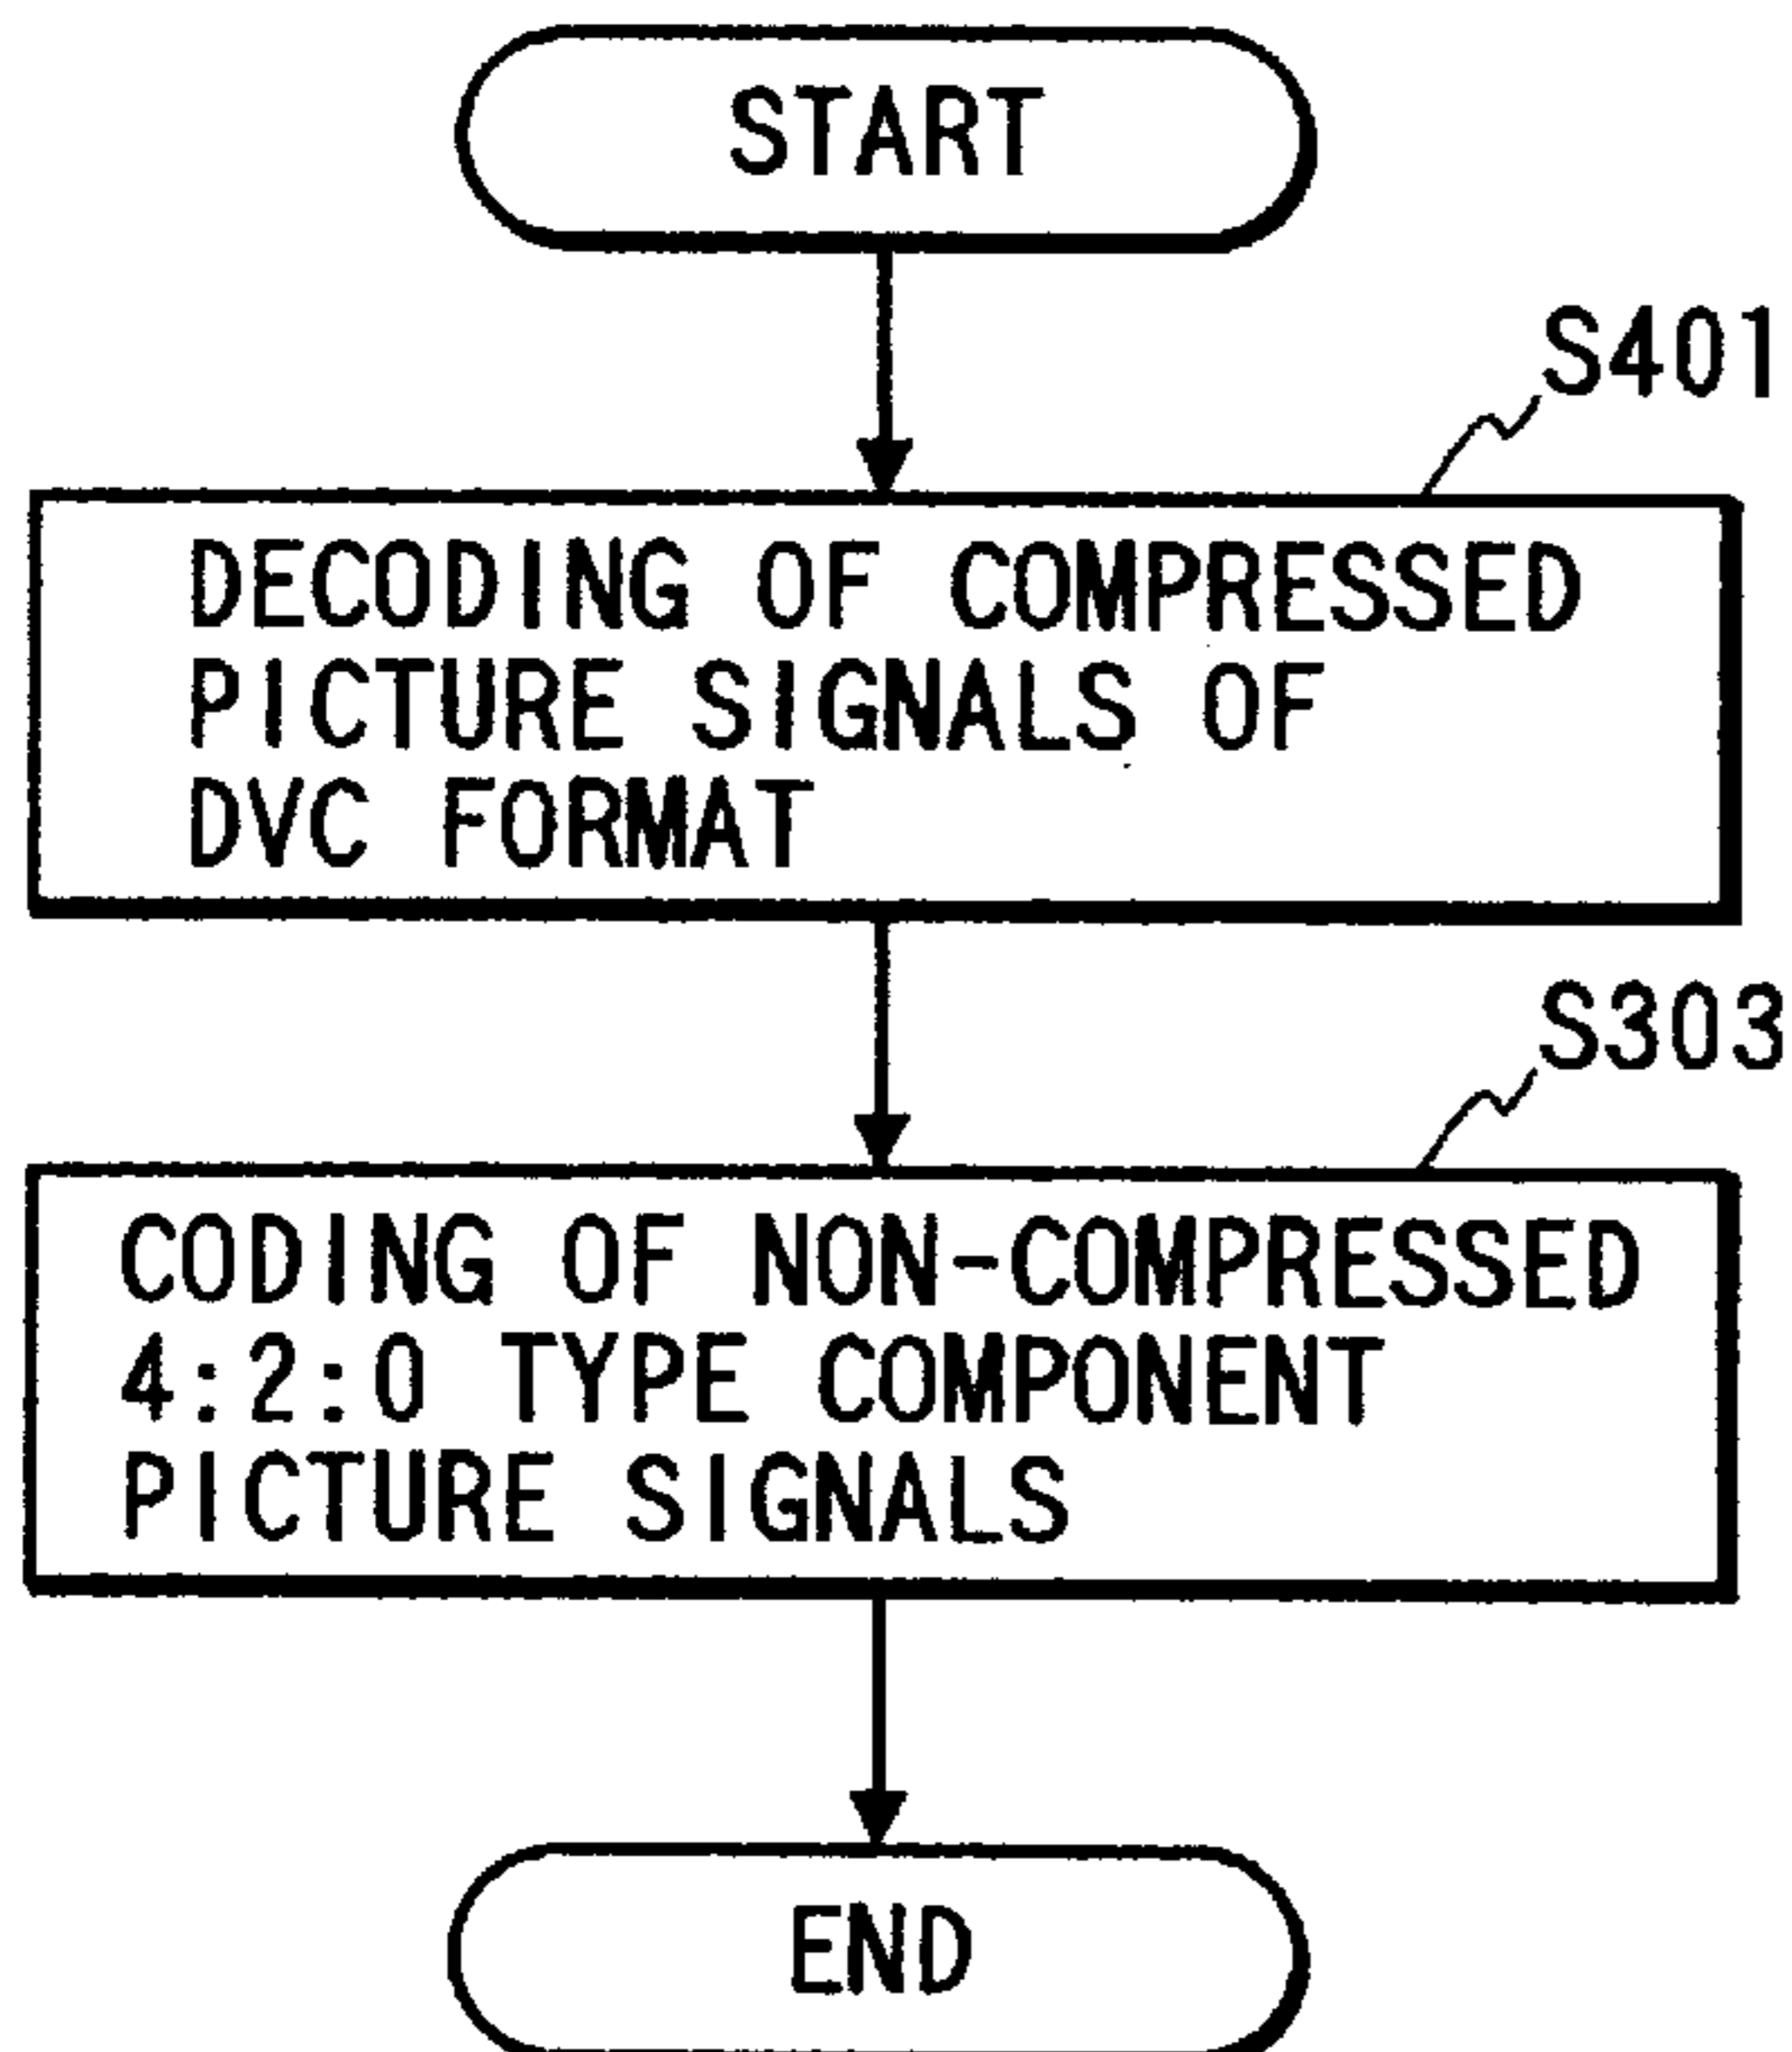 START
S401
DECODING OF COMPRESSED
PICTURE SIGNALS OF
DVC FORMAT
S303
CODING OF NON-COMPRESSED
4:2:0 TYPE COMPONENT
PICTURE SIGNALS
END